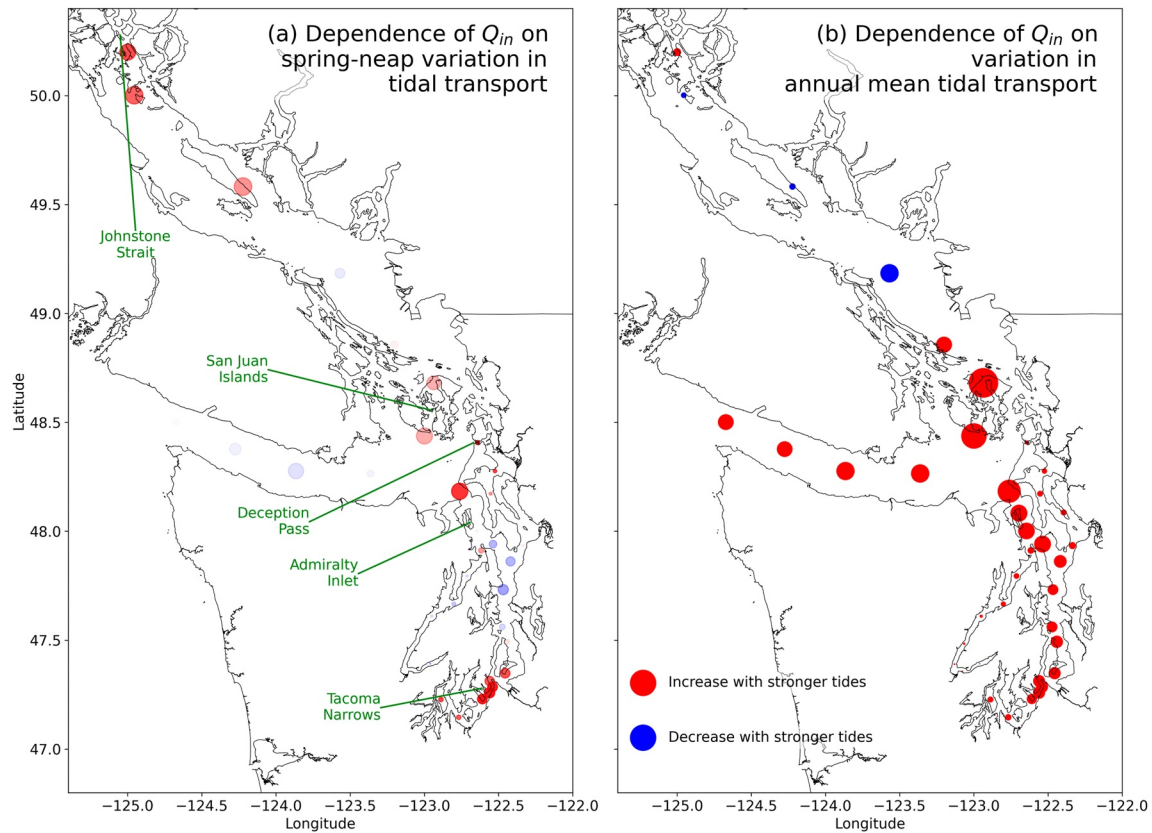 (a) Dependence of Q_in on
spring-neap variation in
tidal transport
Johnstone
Strait
San Juan
Islands
Deception
Pass
Admiralty
Inlet
Tacoma
Narrows
Latitude
50.0
49.5
49.0
48.5
48.0
47.5
47.0
−125.0
−124.5
−124.0
−123.5
−123.0
−122.5
−122.0
Longitude
(b) Dependence of Q_in on
variation in
annual mean tidal transport
Increase with stronger tides
Decrease with stronger tides
−125.0
−124.5
−124.0
−123.5
−123.0
−122.5
−122.0
Longitude